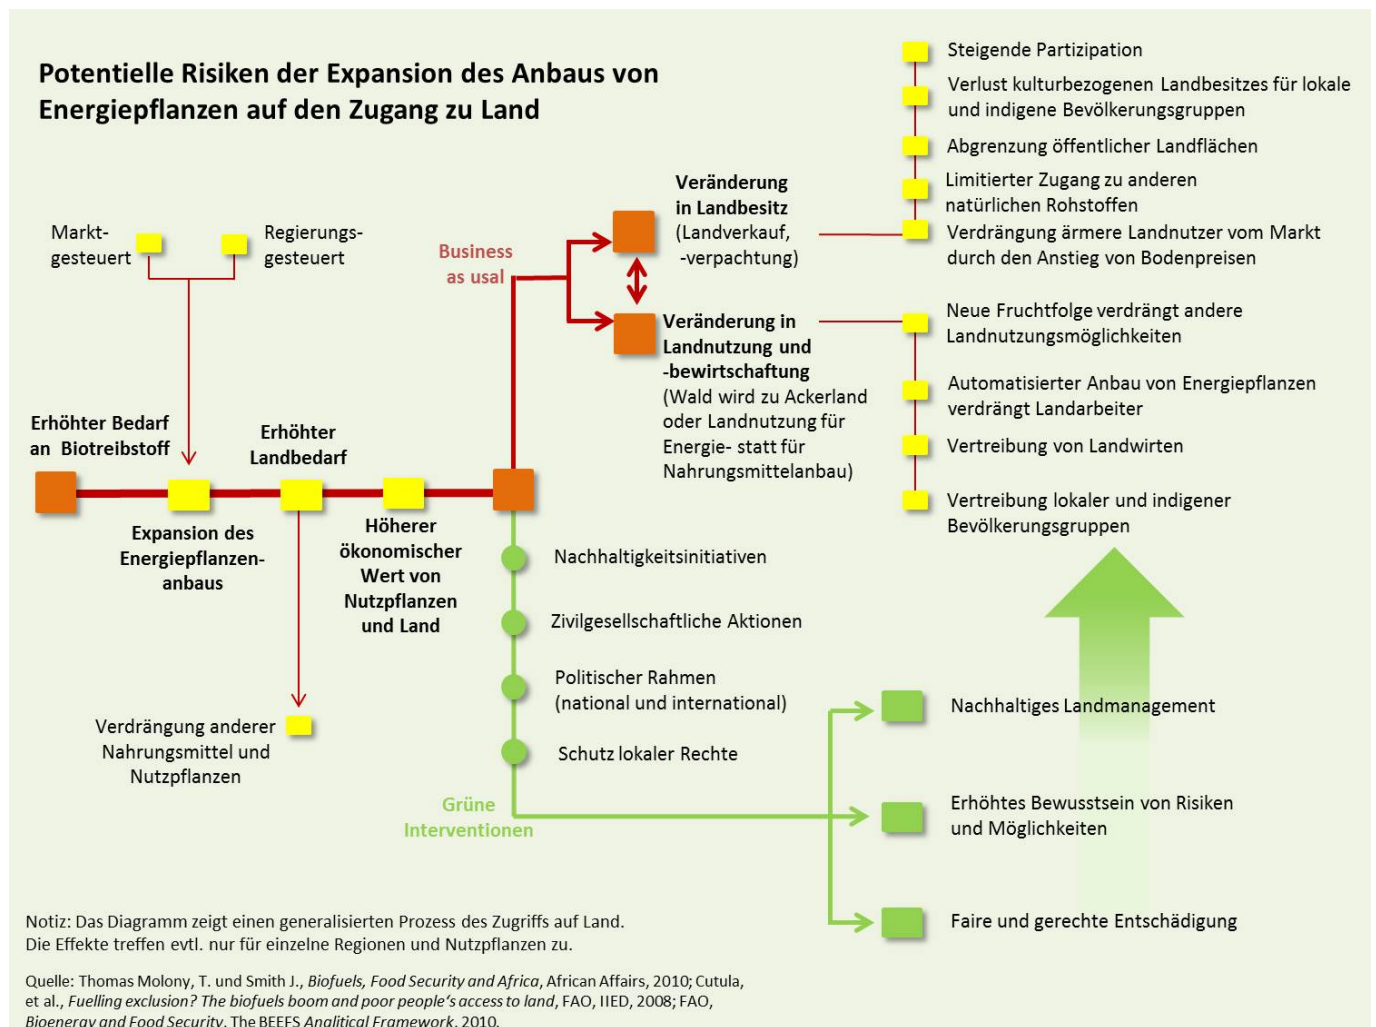 Potentielle Risiken der Expansion des Anbaus von
Energiepflanzen auf den Zugang zu Land
Markt-
gesteuert
Regierungs-
gesteuert
Erhöhter Bedarf
an Biotreibstoff
Expansion des
Energiepflanzen-
anbaus
Erhöhter
Landbedarf
Verdrängung anderer
Nahrungsmittel und
Nutzpflanzen
Höherer
ökonomischer
Wert von
Nutzpflanzen
und Land
Business
as usal
Veränderung
in Landbesitz
(Landverkauf,
-verpachtung)
Steigende Partizipation
Verlust kulturbezogenen Landbesitzes für lokale
und indigene Bevölkerungsgruppen
Abgrenzung öffentlicher Landflächen
Limitierter Zugang zu anderen
natürlichen Rohstoffen
Verdrängung ärmere Landnutzer vom Markt
durch den Anstieg von Bodenpreisen
Veränderung in
Landnutzung und
-bewirtschaftung
(Wald wird zu Ackerland
oder Landnutzung für
Energie- statt für
Nahrungsmittelanbau)
Neue Fruchtfolge verdrängt andere
Landnutzungsmöglichkeiten
Automatisierter Anbau von Energiepflanzen
verdrängt Landarbeiter
Vertreibung von Landwirten
Vertreibung lokaler und indigener
Bevölkerungsgruppen
Nachhaltigkeitsinitiativen
Zivilgesellschaftliche Aktionen
Politischer Rahmen
(national und international)
Schutz lokaler Rechte
Grüne
Interventionen
Nachhaltiges Landmanagement
Erhöhtes Bewusstsein von Risiken
und Möglichkeiten
Faire und gerechte Entschädigung
Notiz: Das Diagramm zeigt einen generalisierten Prozess des Zugriffs auf Land.
Die Effekte treffen evtl. nur für einzelne Regionen und Nutzpflanzen zu.
Quelle: Thomas Molony, T. und Smith J., Biofuels, Food Security and Africa, African Affairs, 2010; Cutula,
et al., Fuelling exclusion? The biofuels boom and poor people's access to land, FAO, IIED, 2008; FAO,
Bioenergy and Food Security, The BEEFS Analitical Framework, 2010.